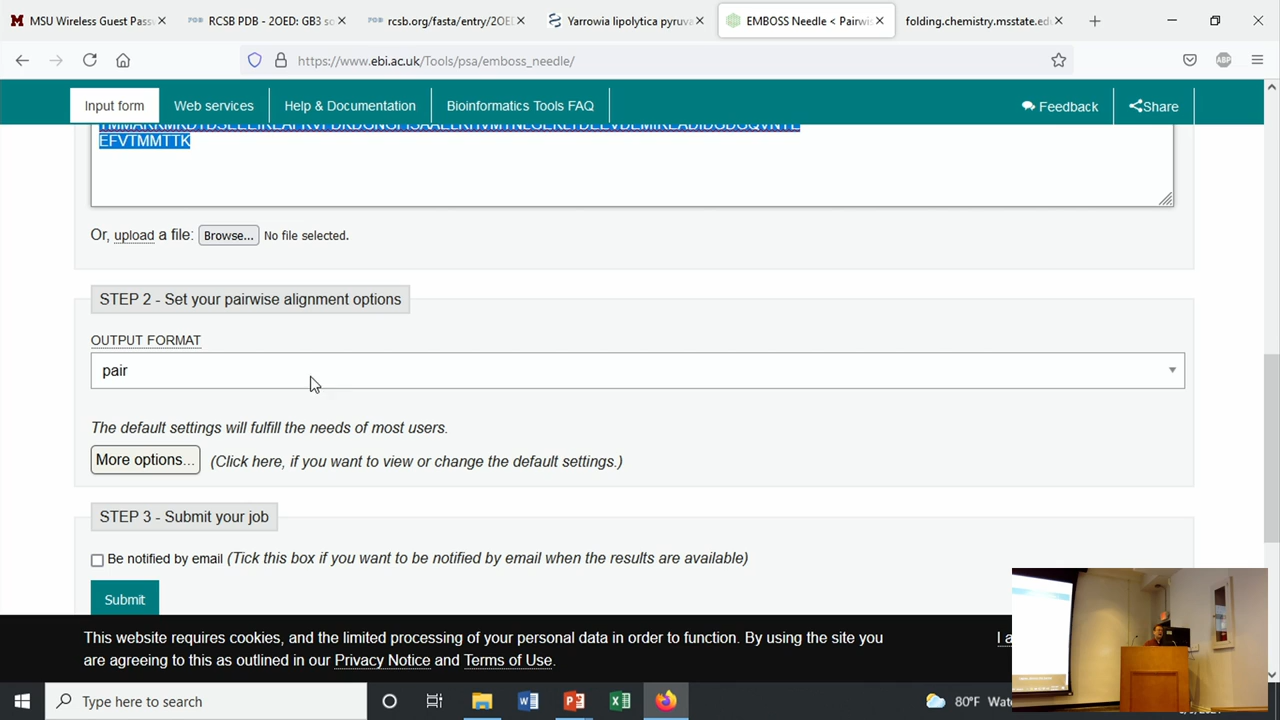 MSU Wireless Guest Pass
RCSB PDB - 2OED: GB3 so
rcsb.org/fasta/entry/2OE
Yarrowia lipolytica pyruva
EMBOSS Needle < Pairwis
folding.chemistry.msstate.ed
https://www.ebi.ac.uk/Tools/psa/emboss_needle/
ABP
Input form
Web services
Help & Documentation
Bioinformatics Tools FAQ
Feedback
Share
EFVTMMTTK
Or, upload a file: Browse... No file selected.
STEP 2 - Set your pairwise alignment options
OUTPUT FORMAT
pair
The default settings will fulfill the needs of most users.
More options... (Click here, if you want to view or change the default settings.)
STEP 3 - Submit your job
Be notified by email (Tick this box if you want to be notified by email when the results are available)
Submit
This website requires cookies, and the limited processing of your personal data in order to function. By using the site you
are agreeing to this as outlined in our Privacy Notice and Terms of Use.
I a
Type here to search
80°F Wat